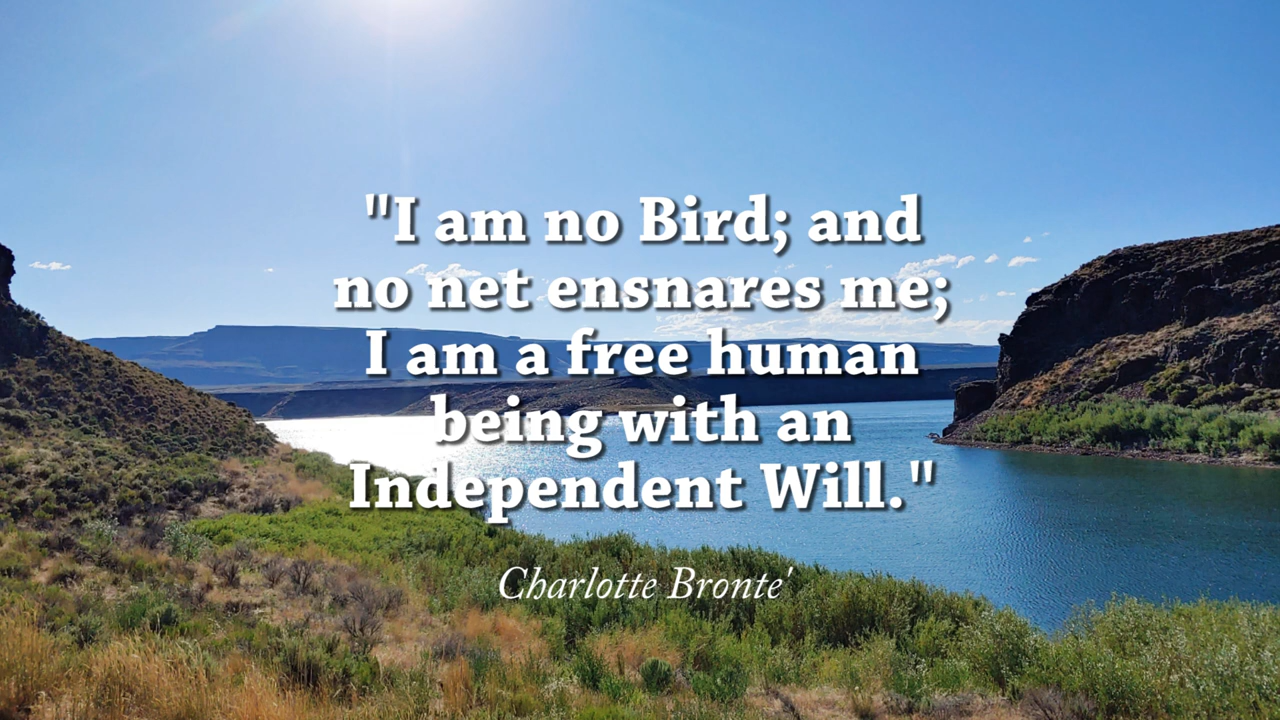 "I am no Bird; and
no net ensnares me;
I am a free human
being with an
Independent Will."
Charlotte Bronte'